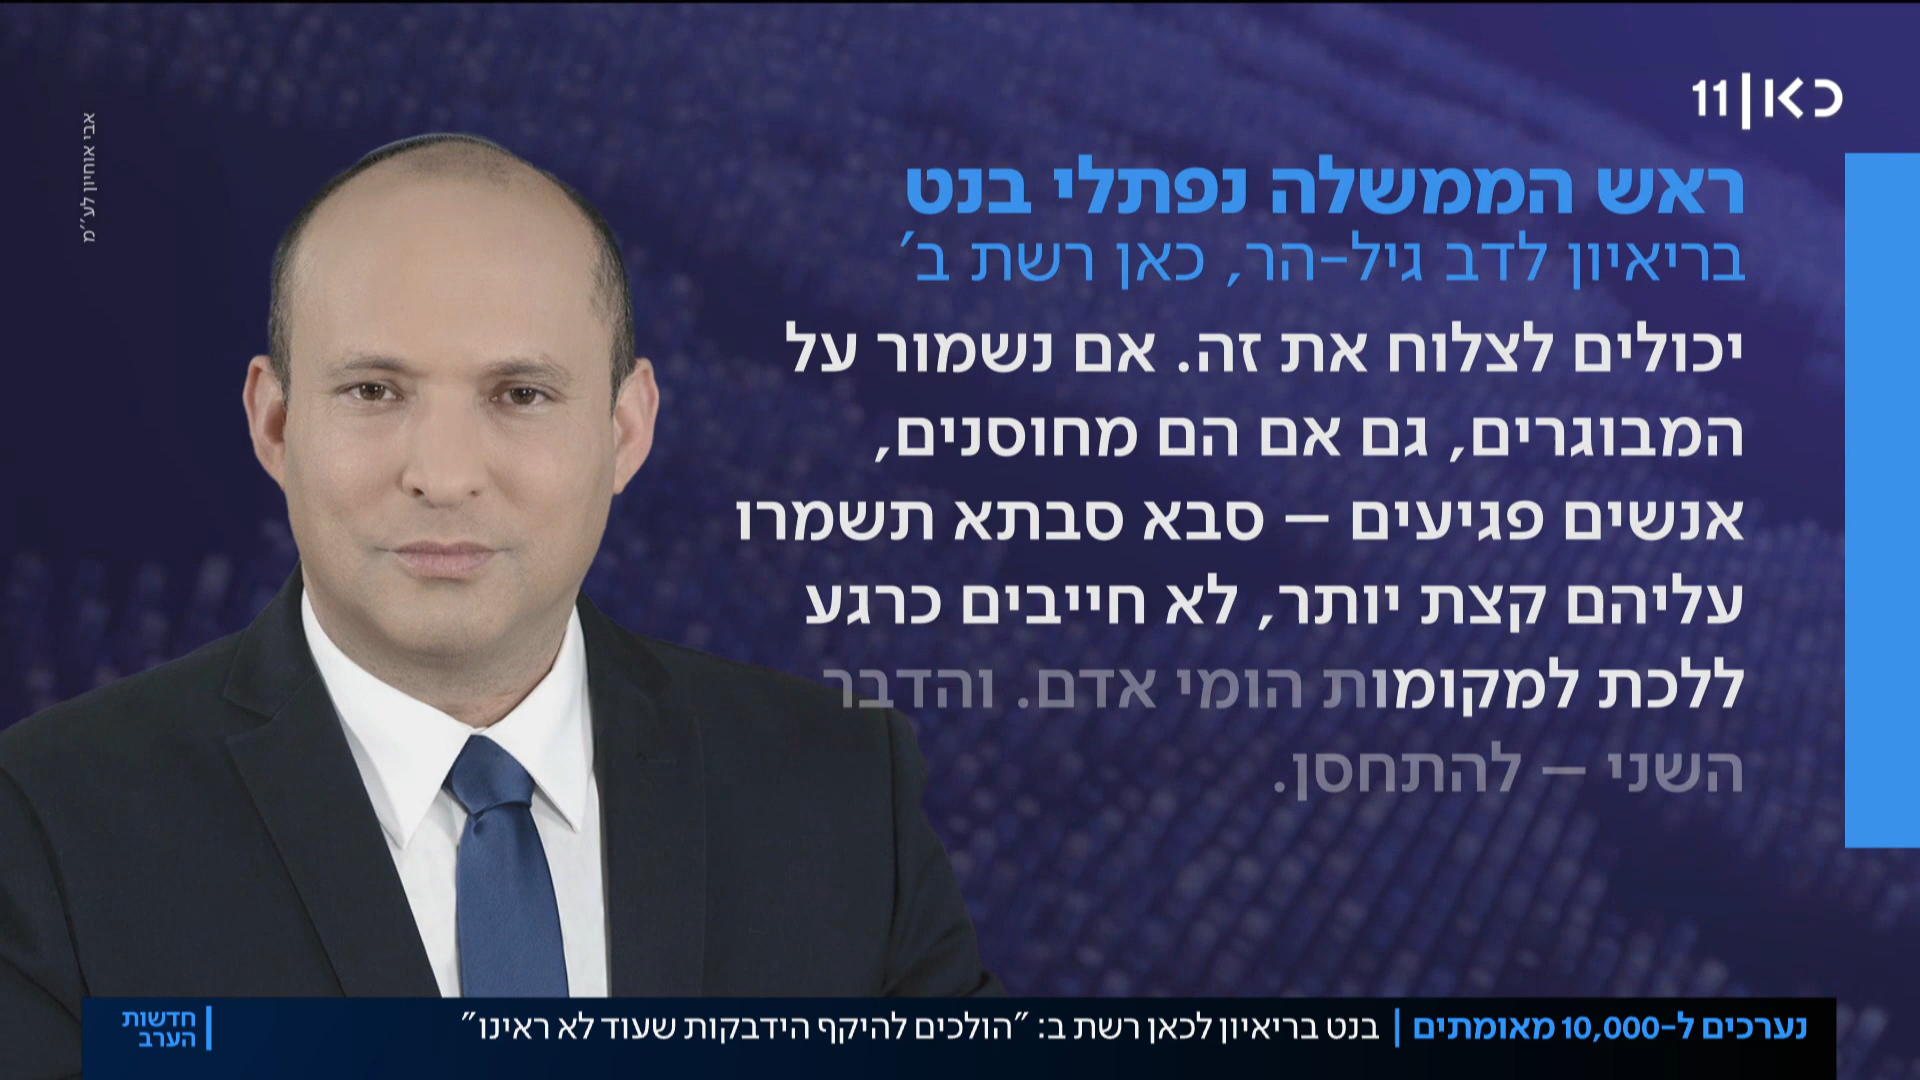 כאן 11
אבי אוחיון לע״מ
ראש הממשלה נפתלי בנט
בריאיון לדב גיל-הר, כאן רשת ב׳
יכולים לצלוח את זה. אם נשמור על
המבוגרים, גם אם הם מחוסנים,
אנשים פגיעים – סבא סבתא תשמרו
עליהם קצת יותר, לא חייבים כרגע
ללכת למקומות הומי אדם. והדבר
השני – להתחסן.
נערכים ל-10,000 מאומתים | בנט בריאיון לכאן רשת ב: ״הולכים להיקף הידבקות שעוד לא ראינו״
חדשות
הערב